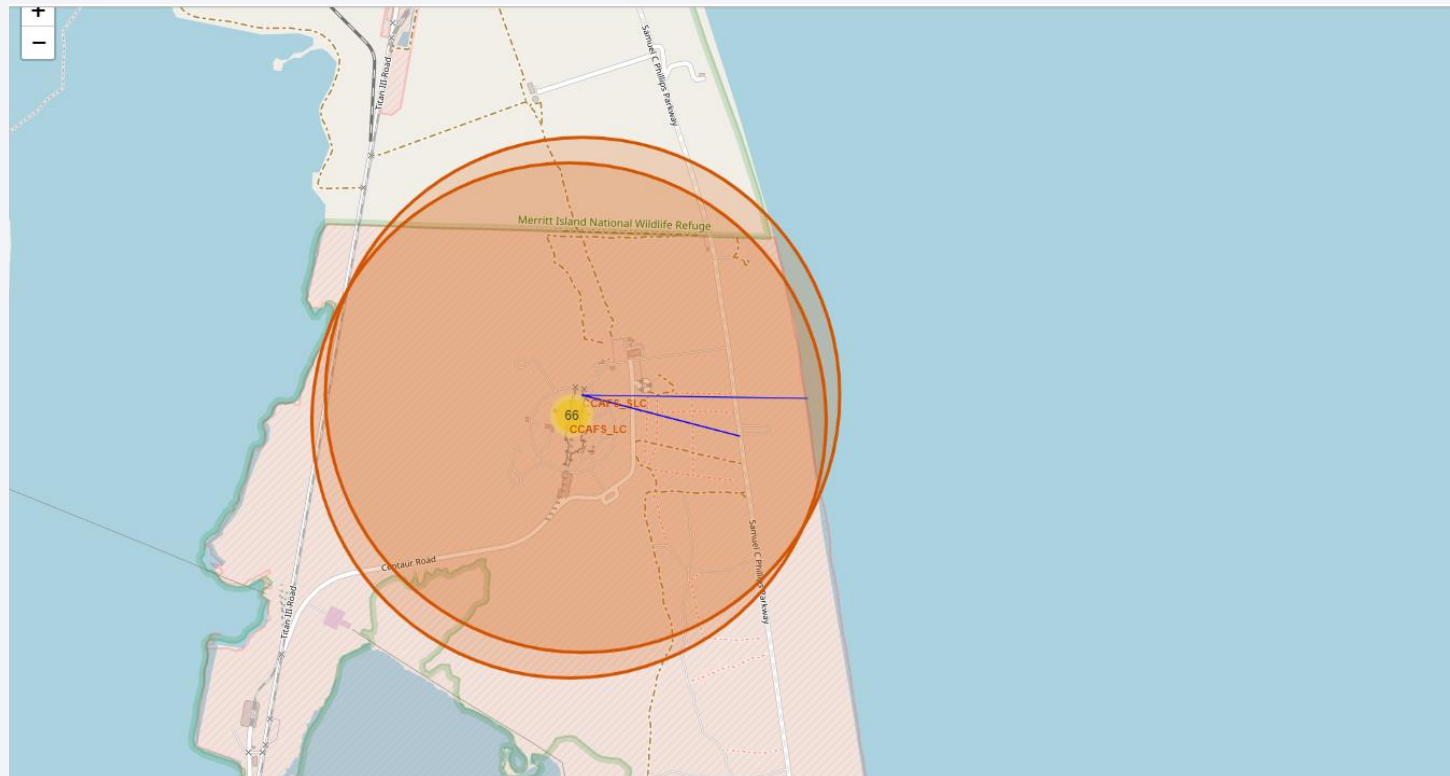 +
−
Titan III Road
Samuel C Phillips Parkway
Merritt Island National Wildlife Refuge
CCAFS_SLC
66
CCAFS_LC
Centaur Road
Samuel C Phillips Parkway
Titan III Road